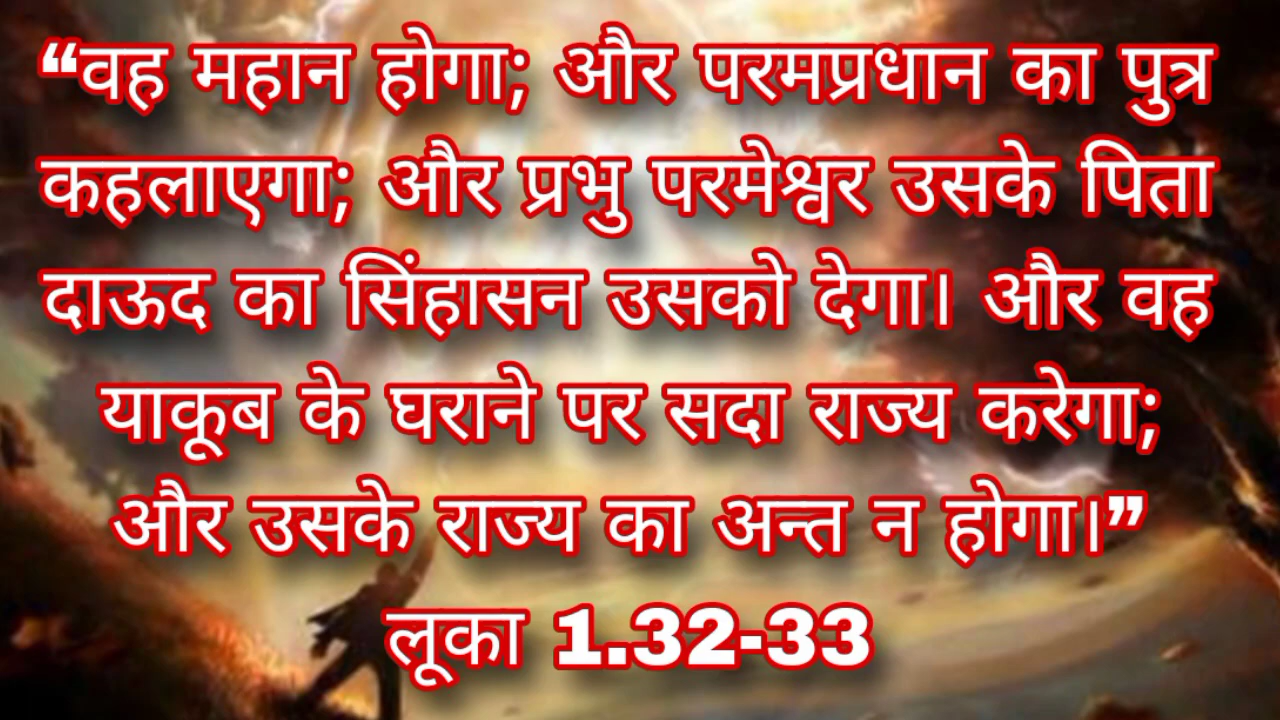 “वह महान होगा; और परमप्रधान का पुत्र
कहलाएगा; और प्रभु परमेश्वर उसके पिता
दाऊद का सिंहासन उसको देगा। और वह
याकूब के घराने पर सदा राज्य करेगा;
और उसके राज्य का अन्त न होगा।”
लूका 1.32-33